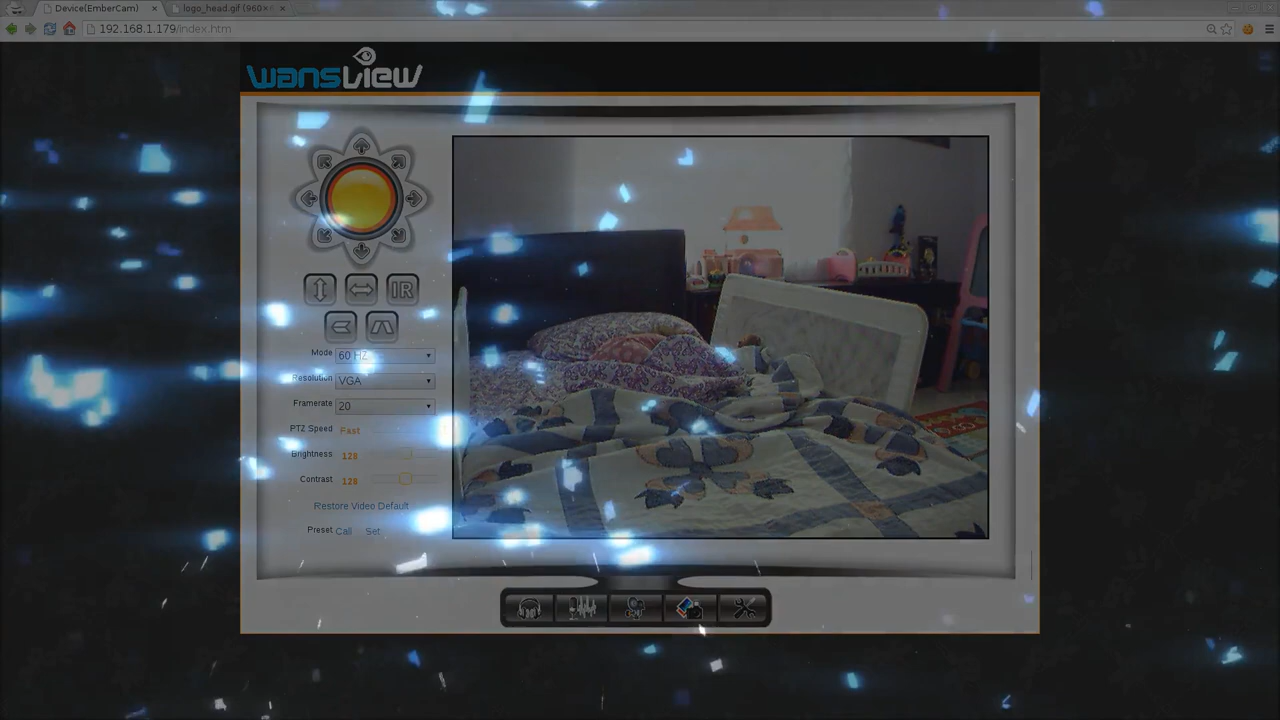 Device(EmberCam)
logo_head.gif (960×
192.168.1.179/index.htm
wansview
IR
Mode 60 HZ
Resolution VGA
Framerate 20
PTZ Speed Fast
Brightness 128
Contrast 128
Restore Video Default
Preset Call Set